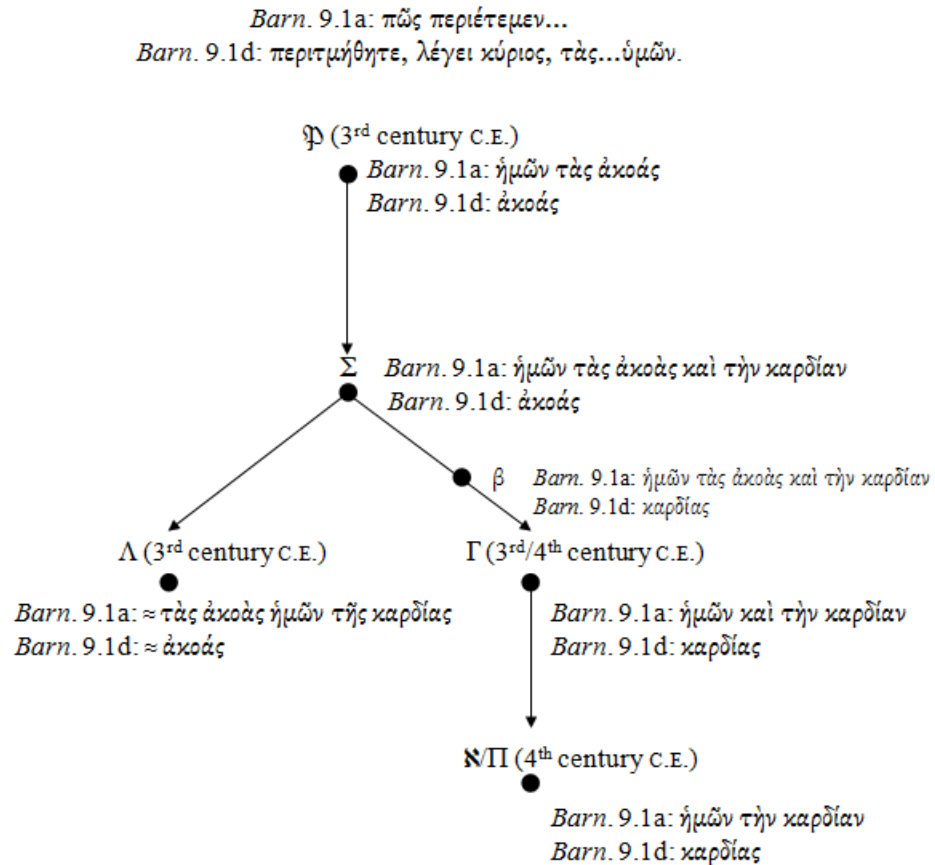 Barn. 9.1a: πῶς περιέτεμεν...
Barn. 9.1d: περιτμήθητε, λέγει κύριος, τὰς...ὑμῶν.
𝔓 (3rd century C.E.)
Barn. 9.1a: ἡμῶν τὰς ἀκοάς
Barn. 9.1d: ἀκοάς
Σ
Barn. 9.1a: ἡμῶν τὰς ἀκοὰς καὶ τὴν καρδίαν
Barn. 9.1d: ἀκοάς
β
Barn. 9.1a: ἡμῶν τὰς ἀκοὰς καὶ τὴν καρδίαν
Barn. 9.1d: καρδίας
Λ (3rd century C.E.)
Barn. 9.1a: ≈ τὰς ἀκοὰς ἡμῶν τῆς καρδίας
Barn. 9.1d: ≈ ἀκοάς
Γ (3rd/4th century C.E.)
Barn. 9.1a: ἡμῶν καὶ τὴν καρδίαν
Barn. 9.1d: καρδίας
א/Π (4th century C.E.)
Barn. 9.1a: ἡμῶν τὴν καρδίαν
Barn. 9.1d: καρδίας